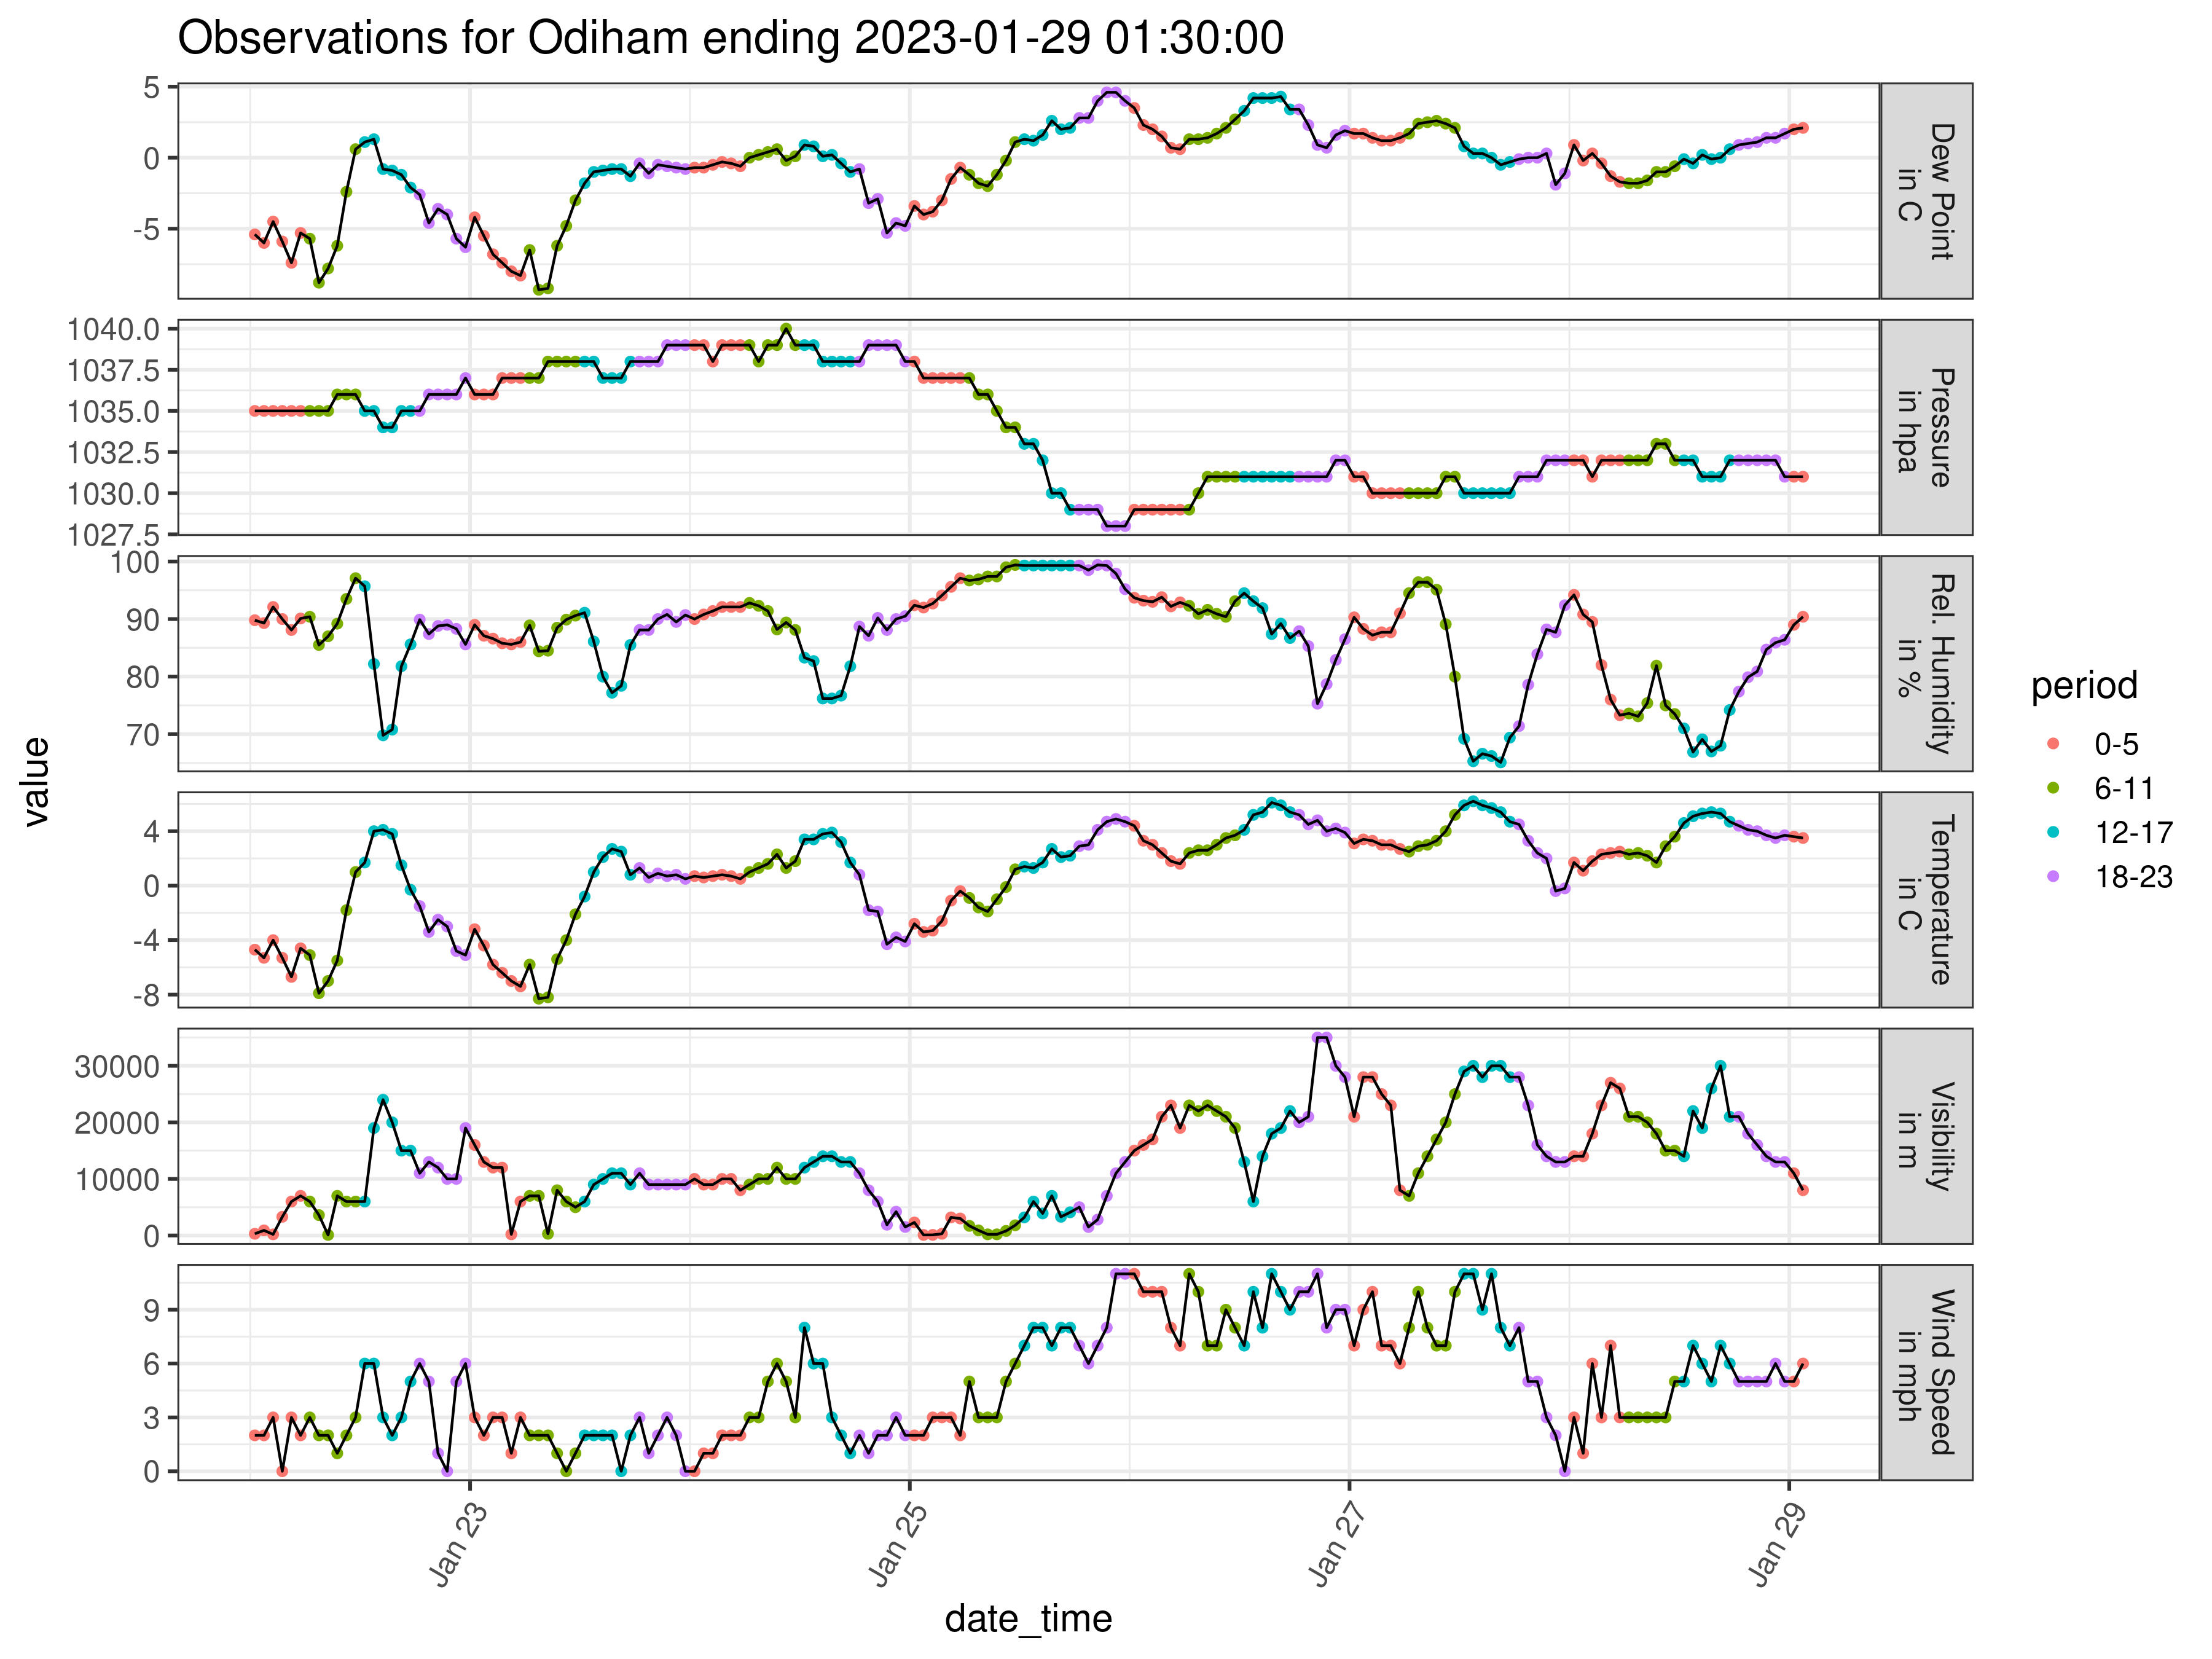 Observations for Odiham ending 2023-01-29 01:30:00
value
5
0
-5
Dew Point
in C
1040.0
1037.5
1035.0
1032.5
1030.0
1027.5
Pressure
in hpa
100
90
80
70
Rel. Humidity
in %
4
0
-4
-8
Temperature
in C
30000
20000
10000
0
Visibility
in m
9
6
3
0
Wind Speed
in mph
Jan 23
Jan 25
Jan 27
Jan 29
date_time
period
0-5
6-11
12-17
18-23